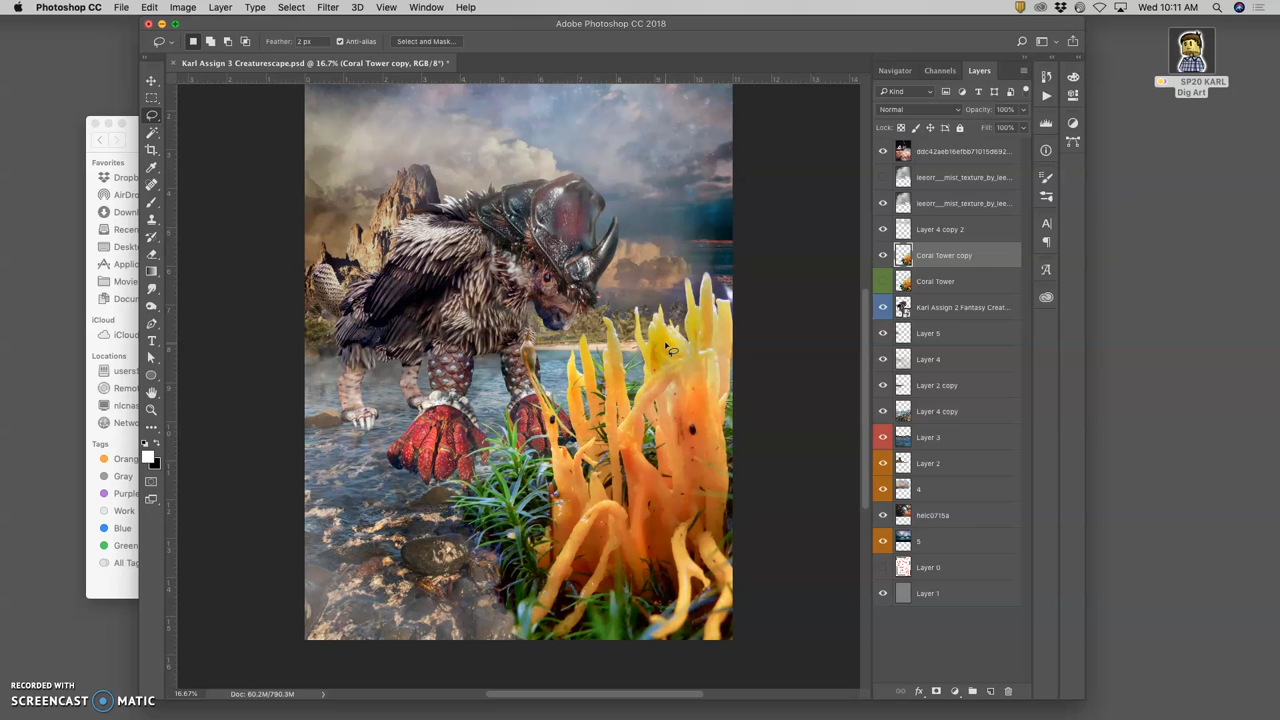 Photoshop CC File Edit Image Layer Type Select Filter 3D View Window Help Wed 10:11 AM
Adobe Photoshop CC 2018
Feather: 2 px Anti-alias Select and Mask...
Karl Assign 3 Creaturescape.psd @ 16.7% (Coral Tower copy, RGB/8*) *
Navigator Channels Layers
Kind
Normal Opacity: 100%
Lock: Fill: 100%
ddc42aeb16efbb71015d692...
leeorr__mist_texture_by_lee...
leeorr__mist_texture_by_lee...
Layer 4 copy 2
Coral Tower copy
Coral Tower
Karl Assign 2 Fantasy Creat...
Layer 5
Layer 4
Layer 2 copy
Layer 4 copy
Layer 3
Layer 2
4
heic0715a
5
Layer 0
Layer 1
SP20 KARL
Dig Art
Favorites
Dropb
AirDro
Downl
Recen
Deskto
Applic
Movies
Docum
iCloud
iCloud
Locations
users1
Remot
nlcnas
Netwo
Tags
Orang
Gray
Purple
Work
Blue
Green
All Tag
16.67% Doc: 60.2M/790.3M
RECORDED WITH
SCREENCAST MATIC